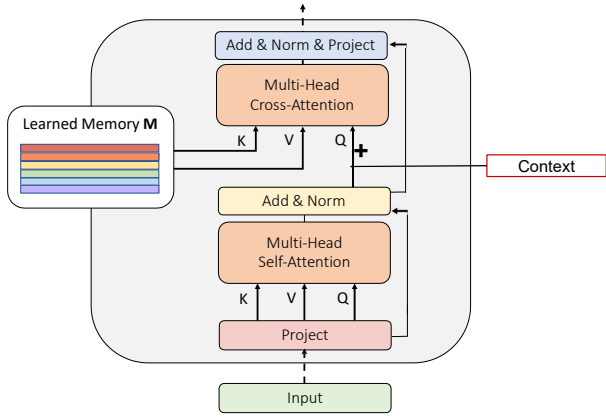 Add & Norm & Project
Multi-Head
Cross-Attention
Learned Memory M
K
V
Q
+
Context
Add & Norm
Multi-Head
Self-Attention
K
V
Q
Project
Input